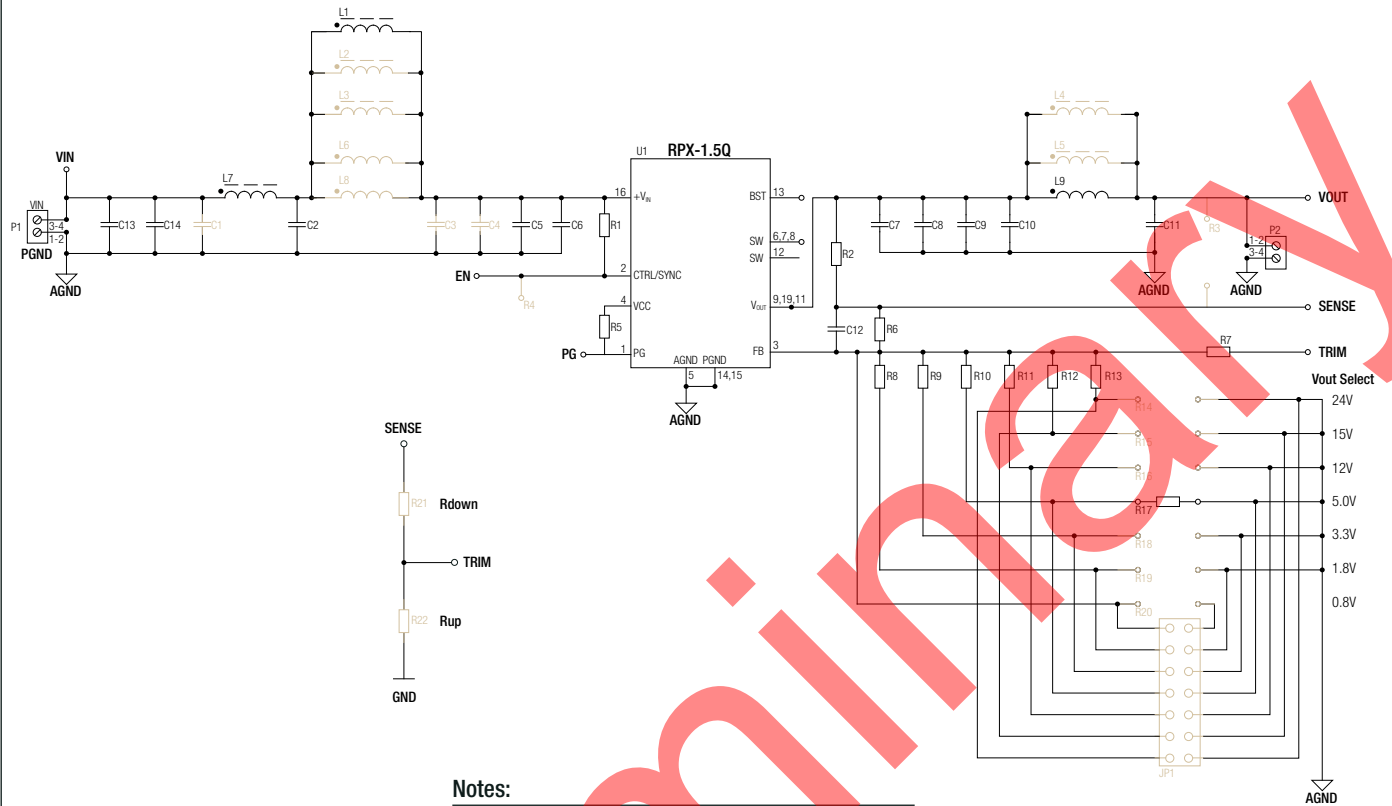 L1
L2
L3
L6
L8
L4
L5
L9
VIN
L7
U1
RPX-1.5Q
P1
VIN
3-4
1-2
PGND
AGND
C13
C14
C1
C2
C3
C4
C5
C6
R1
16
+VIN
BST
13
SW
6,7,8
SW
12
EN
2
CTRL/SYNC
R4
4
VCC
R5
VOUT
9,19,11
PG
1
PG
FB
3
AGND
PGND
5
14,15
AGND
R2
C7
C8
C9
C10
C11
R3
VOUT
P2
1-2
3-4
AGND
AGND
SENSE
C12
R6
R7
TRIM
R8
R9
R10
R11
R12
R13
Vout Select
R14
24V
R15
15V
R16
12V
R17
5.0V
R18
3.3V
R19
1.8V
R20
0.8V
JP1
AGND
SENSE
R21
Rdown
TRIM
R22
Rup
GND
Notes:
minary